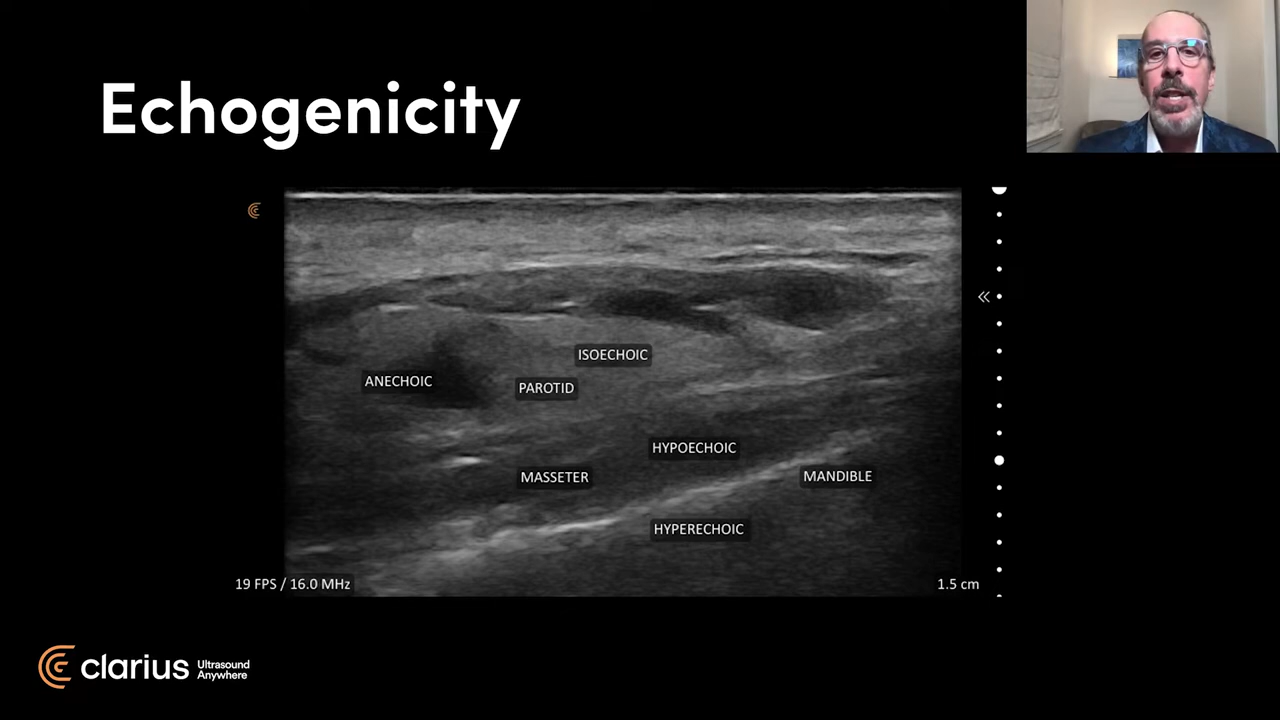 Echogenicity
ISOECHOIC
ANECHOIC
PAROTID
HYPOECHOIC
MASSETER
MANDIBLE
HYPERECHOIC
19 FPS / 16.0 MHz
1.5 cm
clarius Ultrasound
Anywhere